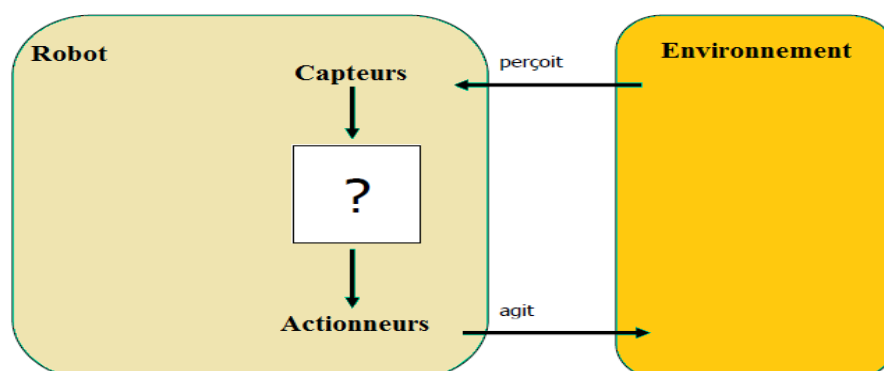 Robot
Environnement
perçoit
Capteurs
?
agit
Actionneurs